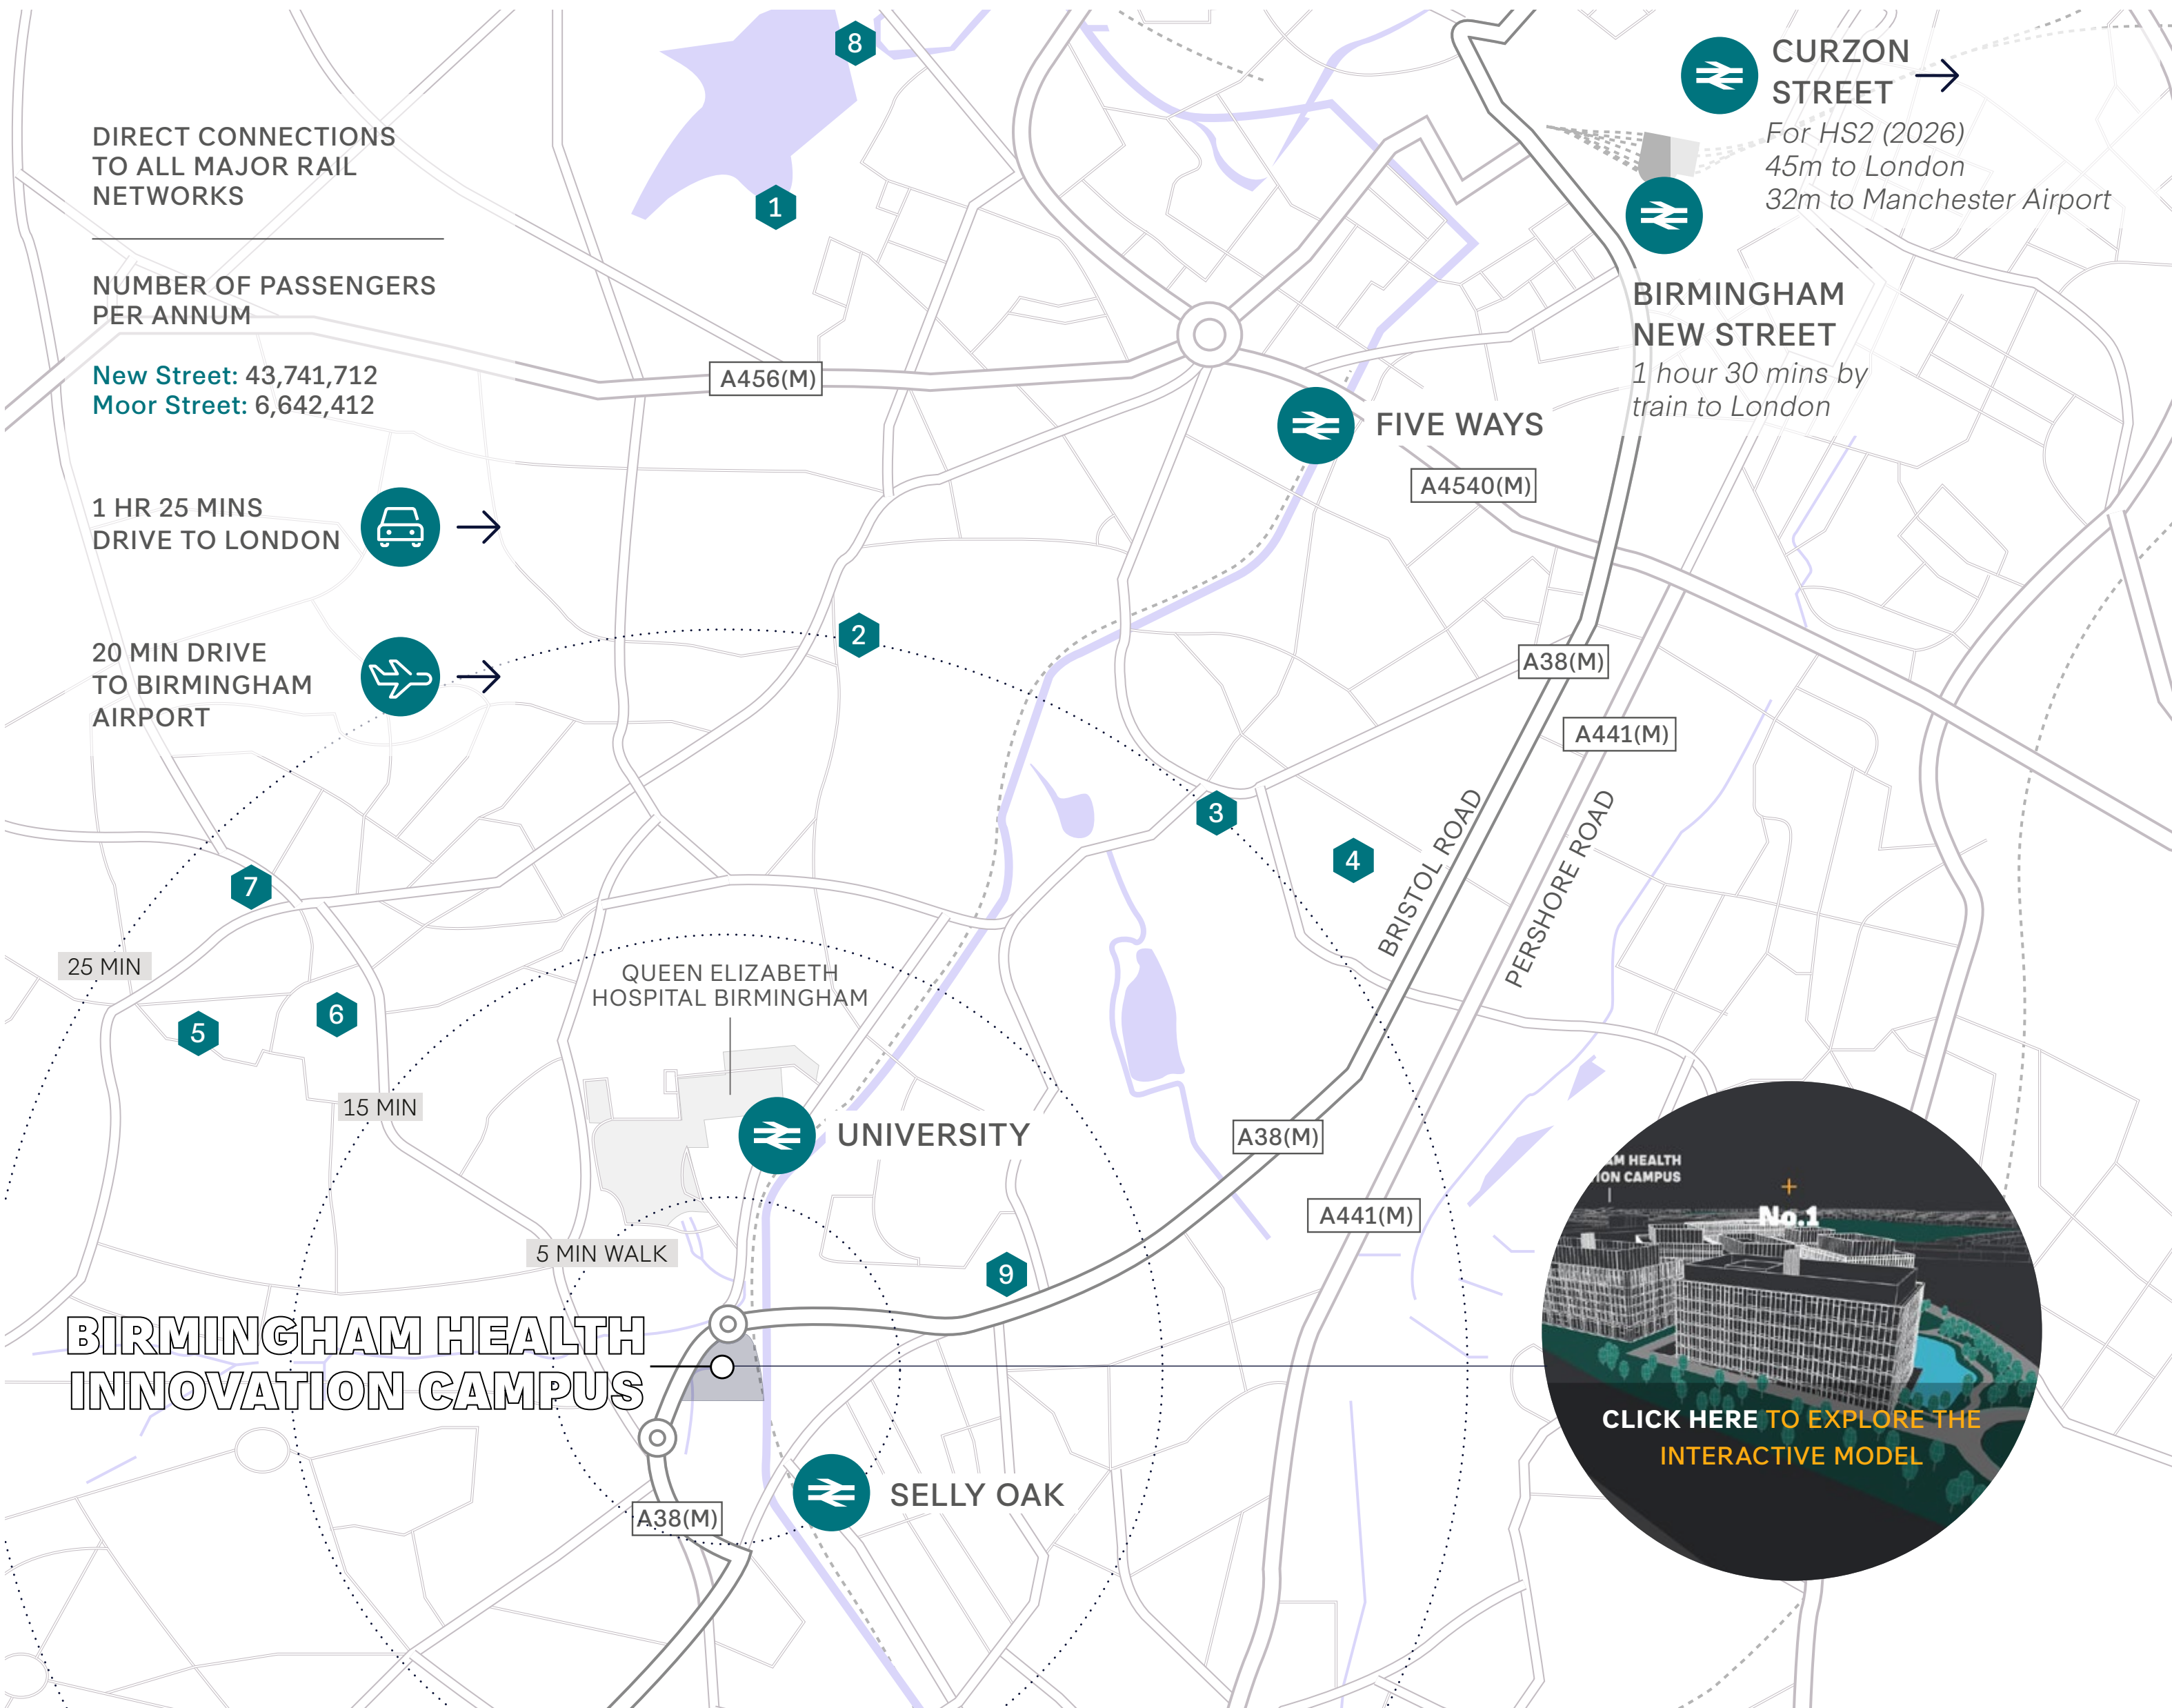 8
CURZON
STREET
For HS2 (2026)
45m to London
32m to Manchester Airport
DIRECT CONNECTIONS
TO ALL MAJOR RAIL
NETWORKS
1
NUMBER OF PASSENGERS
PER ANNUM
New Street: 43,741,712
Moor Street: 6,642,412
BIRMINGHAM
NEW STREET
1 hour 30 mins by
train to London
A456(M)
FIVE WAYS
A4540(M)
1 HR 25 MINS
DRIVE TO LONDON
20 MIN DRIVE
TO BIRMINGHAM
AIRPORT
2
A38(M)
A441(M)
3
4
BRISTOL ROAD
PERSHORE ROAD
7
25 MIN
QUEEN ELIZABETH
HOSPITAL BIRMINGHAM
6
5
15 MIN
UNIVERSITY
A38(M)
A441(M)
5 MIN WALK
9
BIRMINGHAM HEALTH
INNOVATION CAMPUS
AM HEALTH
ION CAMPUS
No.1
CLICK HERE TO EXPLORE THE
INTERACTIVE MODEL
SELLY OAK
A38(M)